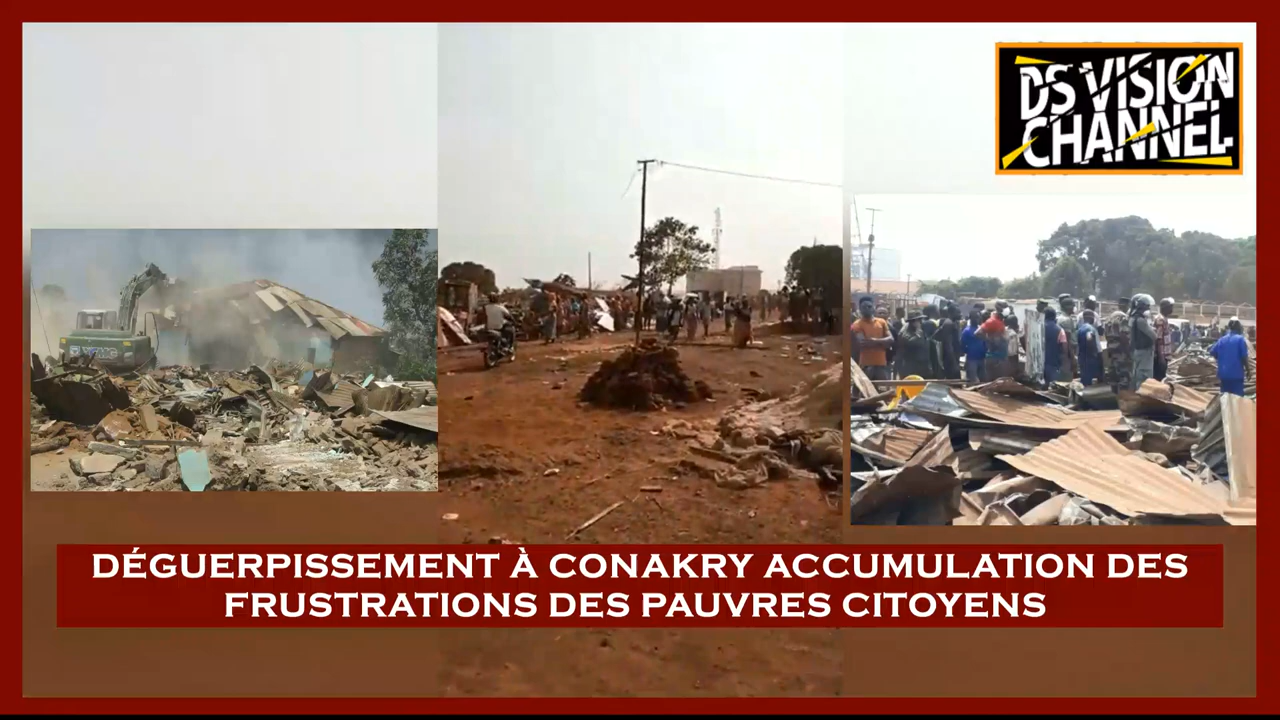 DS VISION
CHANNEL
DÉGUERPISSEMENT À CONAKRY ACCUMULATION DES
FRUSTRATIONS DES PAUVRES CITOYENS